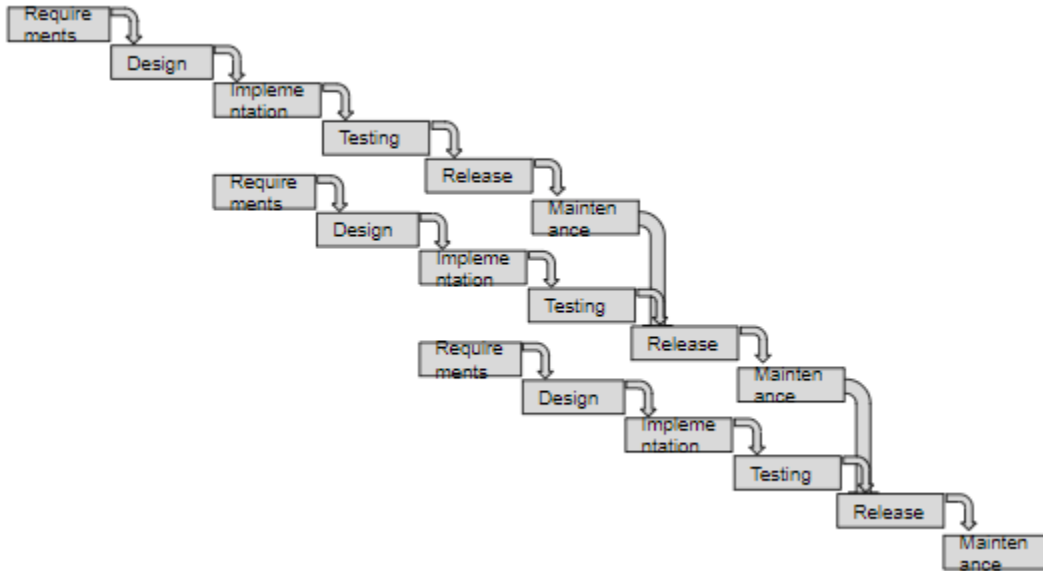 Require
ments
Design
Impleme
ntation
Testing
Release
Mainten
ance
Require
ments
Design
Impleme
ntation
Testing
Release
Mainten
ance
Require
ments
Design
Impleme
ntation
Testing
Release
Mainten
ance